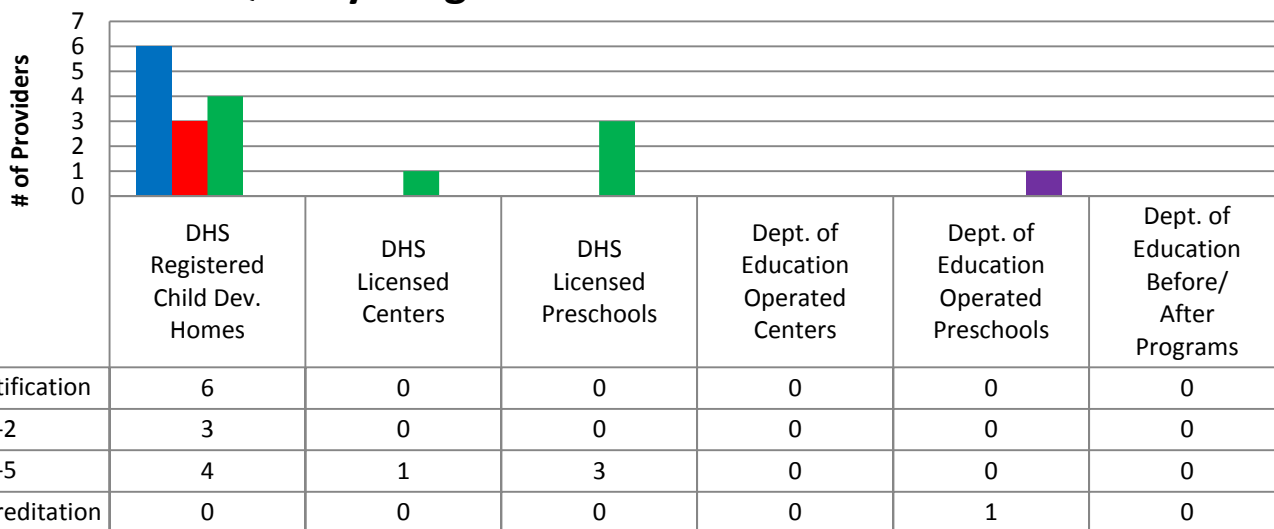 7
6
5
4
3
2
1
0
# of Providers
DHS
Registered
Child Dev.
Homes
DHS
Licensed
Centers
DHS
Licensed
Preschools
Dept. of
Education
Operated
Centers
Dept. of
Education
Operated
Preschools
Dept. of
Education
Before/
After
Programs
tification 6 0 0 0 0 0
-2 3 0 0 0 0 0
-5 4 1 3 0 0 0
reditation 0 0 0 0 1 0